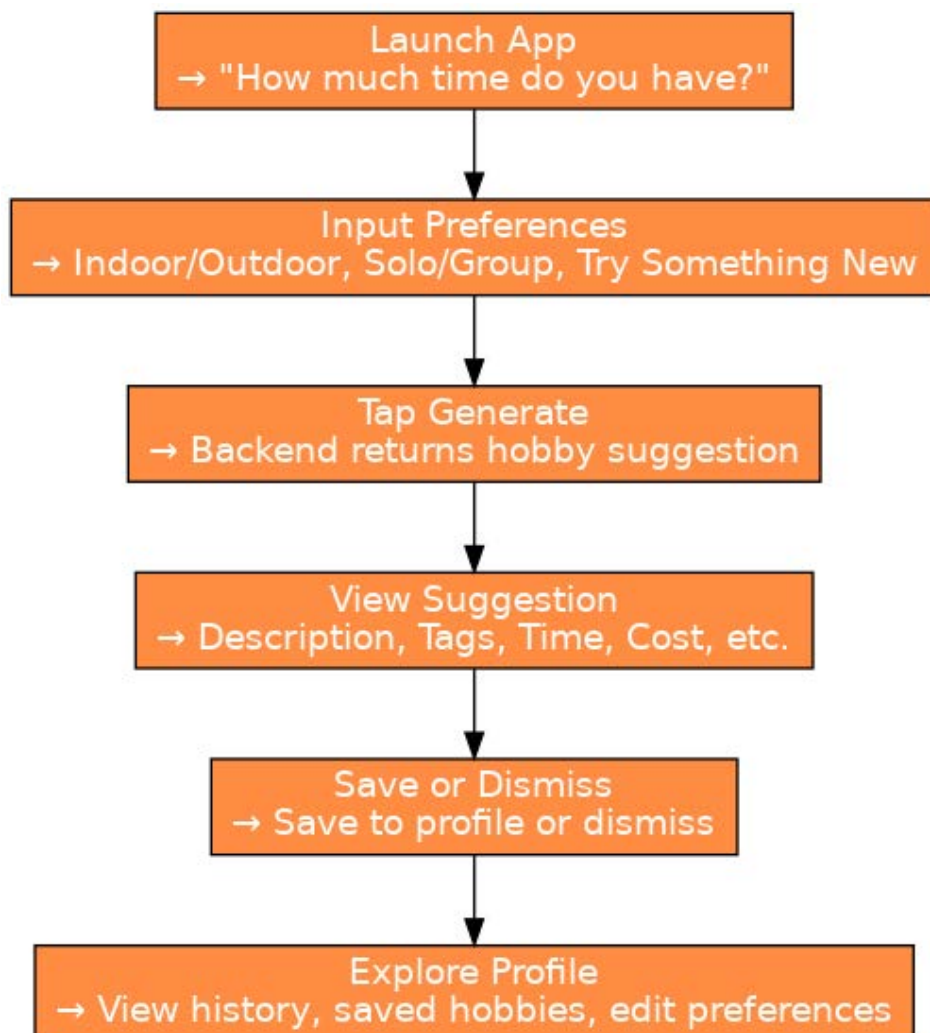 Launch App
→ "How much time do you have?"
Input Preferences
→ Indoor/Outdoor, Solo/Group, Try Something New
Tap Generate
→ Backend returns hobby suggestion
View Suggestion
→ Description, Tags, Time, Cost, etc.
Save or Dismiss
→ Save to profile or dismiss
Explore Profile
→ View history, saved hobbies, edit preferences